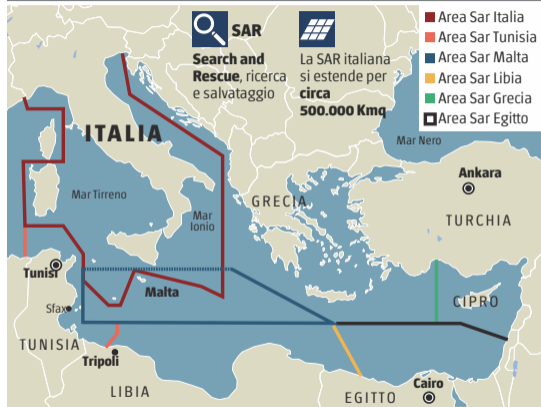 SAR
Search and
Rescue, ricerca
e salvataggio
La SAR italiana
si estende per
circa
500.000 Kmq
Area Sar Italia
Area Sar Tunisia
Area Sar Malta
Area Sar Libia
Area Sar Grecia
Area Sar Egitto
ITALIA
Mar Nero
Ankara
Mar Tirreno
GRECIA
Mar
Ionio
TURCHIA
Tunisi
Malta
CIPRO
Sfax
TUNISIA
Tripoli
LIBIA
EGITTO
Cairo